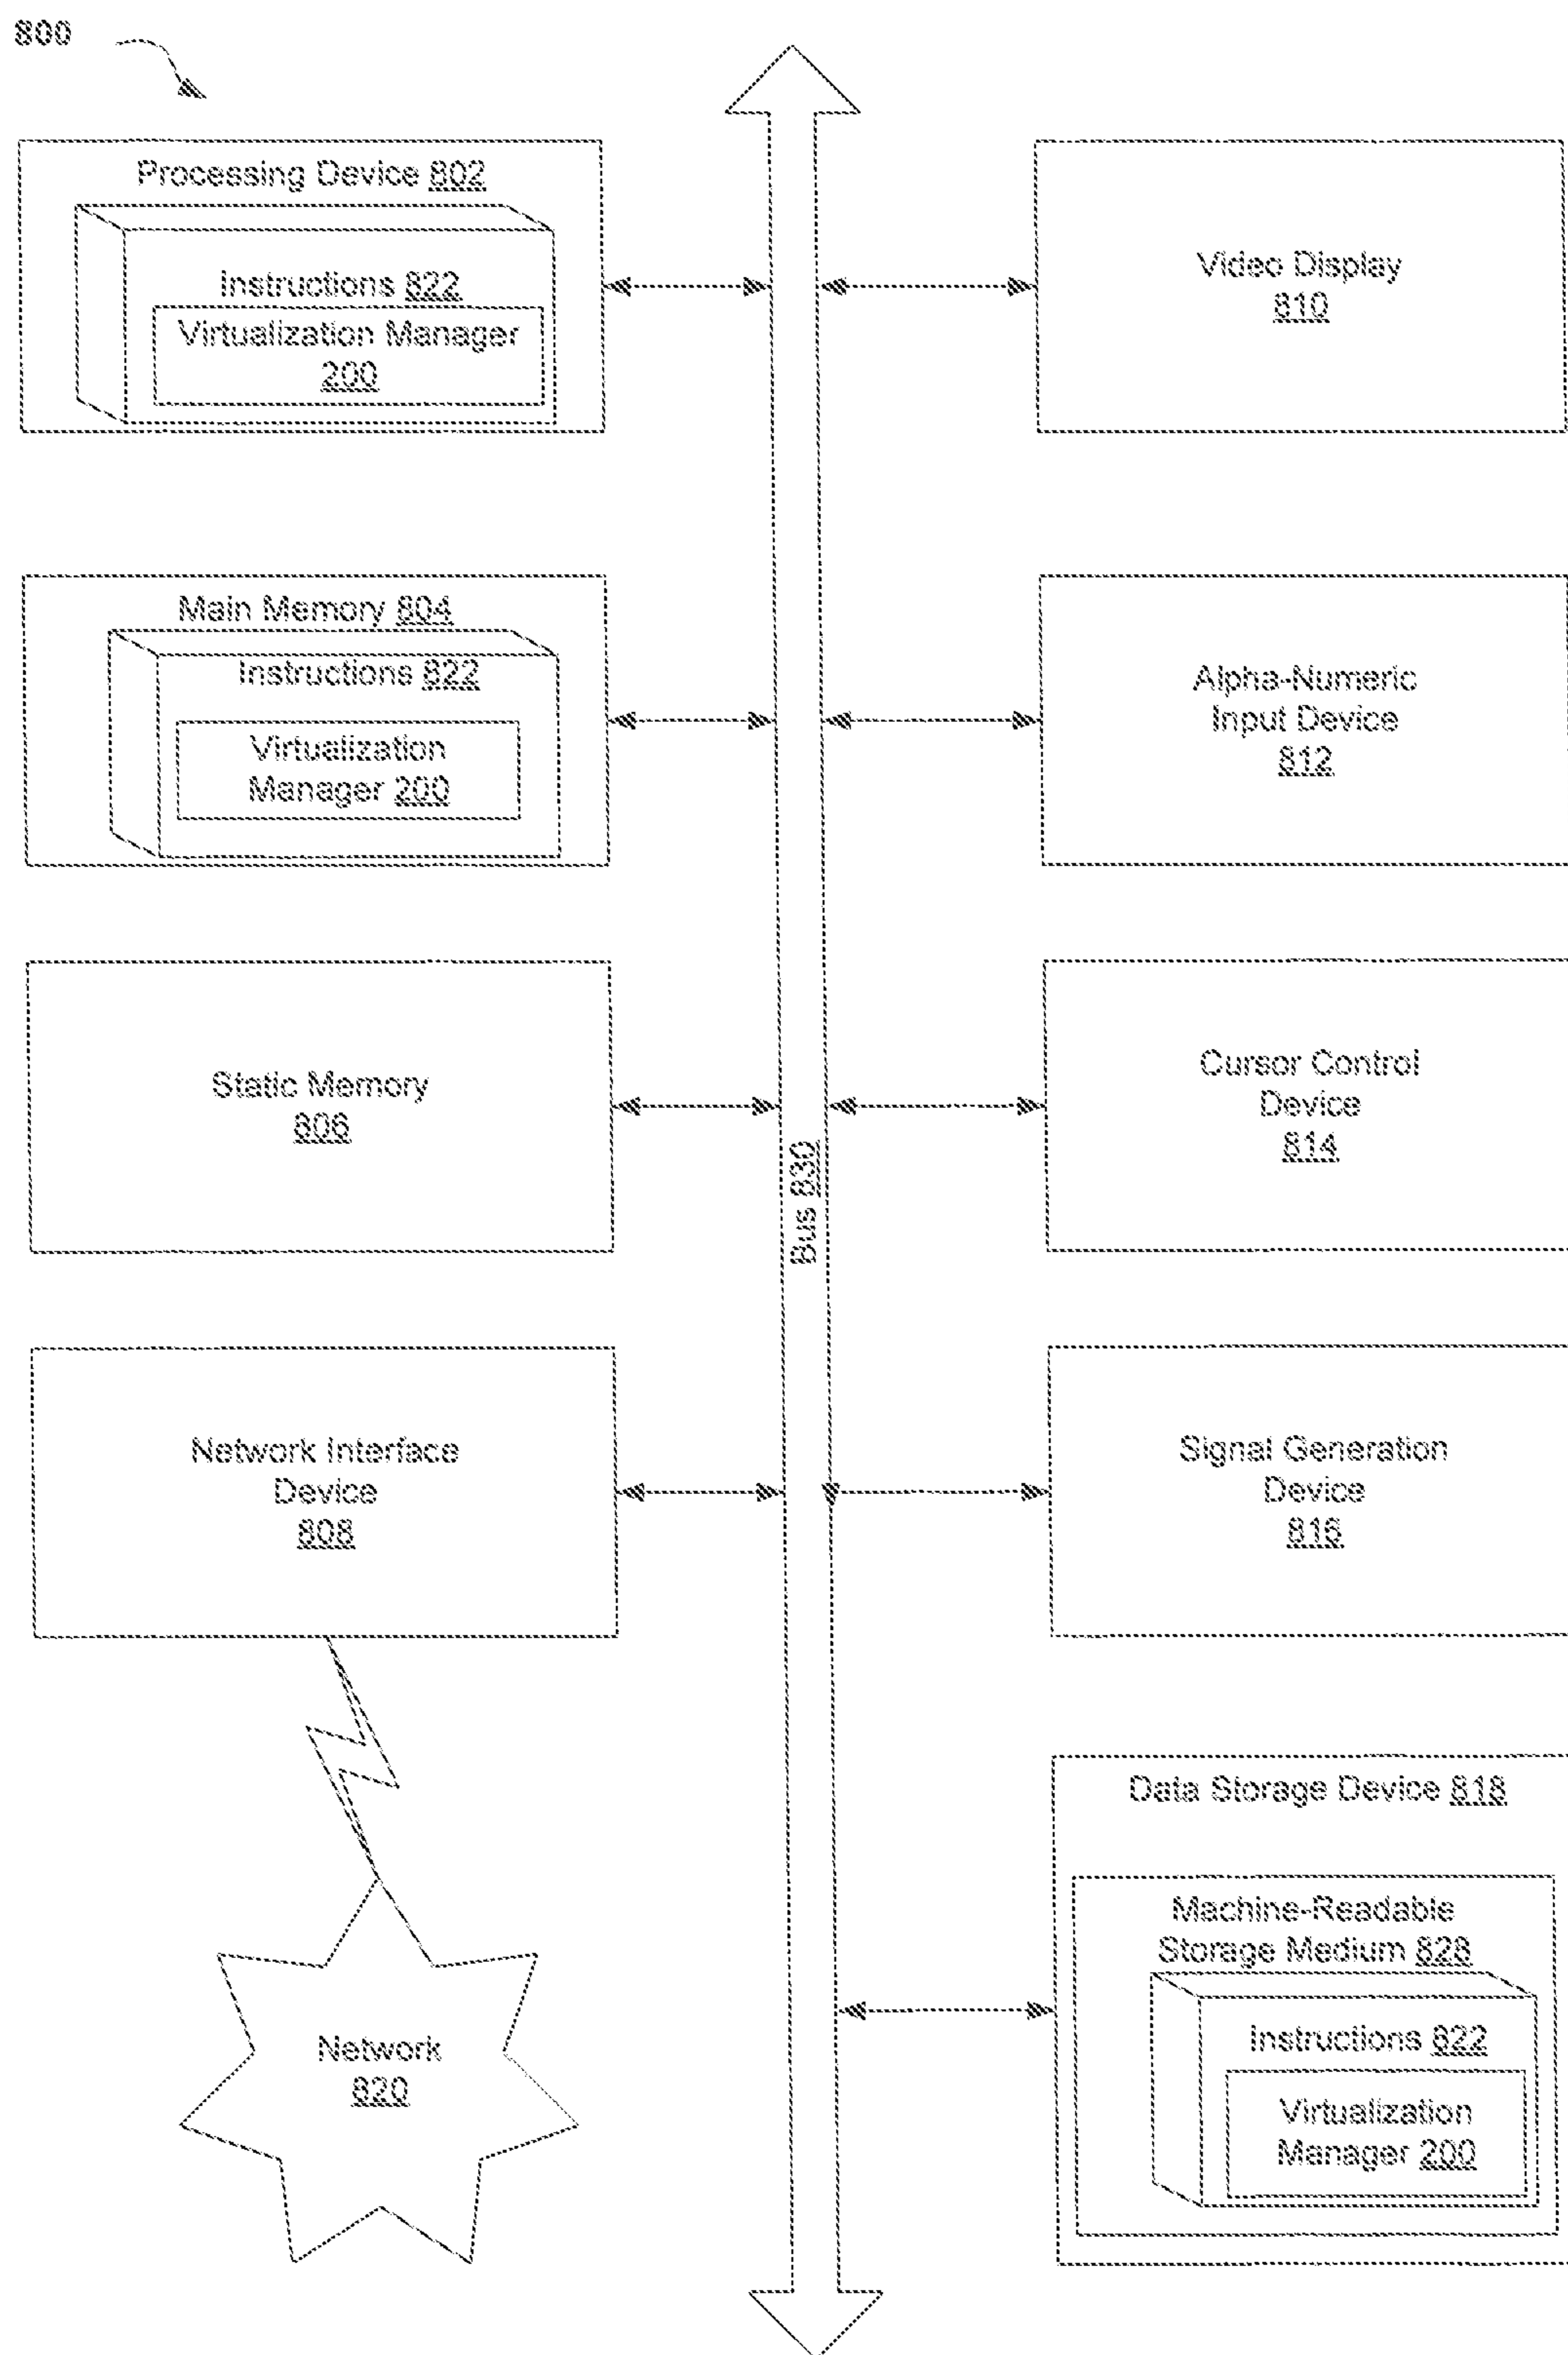 800
Processing Device 802
Instructions 822
Virtualization Manager
200
Video Display
810
Main Memory 804
Instructions 822
Virtualization
Manager 200
Alpha-Numeric
Input Device
812
Static Memory
806
Cursor Control
Device
814
Bus 830
Network Interface
Device
808
Signal Generation
Device
816
Data Storage Device 818
Machine-Readable
Storage Medium 828
Instructions 822
Virtualization
Manager 200
Network
820